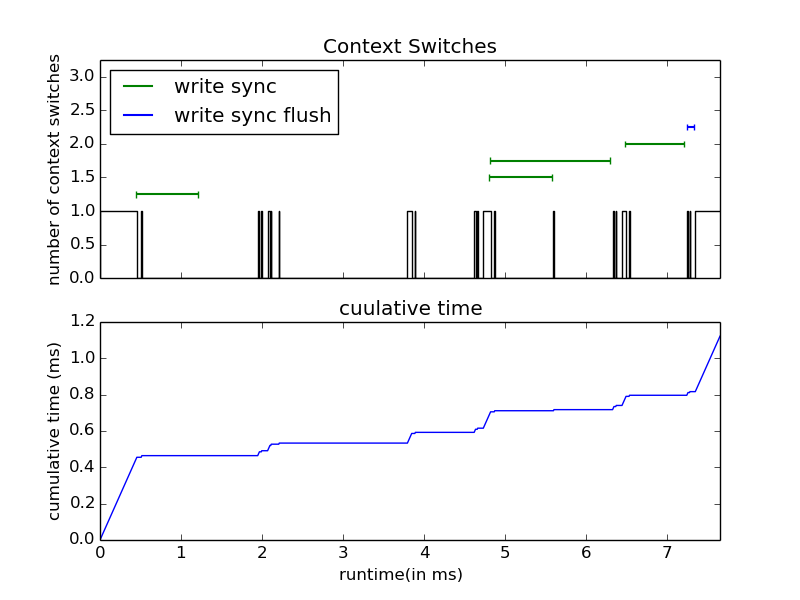 Context Switches
number of context switches
3.0
2.5
2.0
1.5
1.0
0.5
0.0
write sync
write sync flush
cuulative time
cumulative time (ms)
1.2
1.0
0.8
0.6
0.4
0.2
0.0
0 1 2 3 4 5 6 7
runtime(in ms)